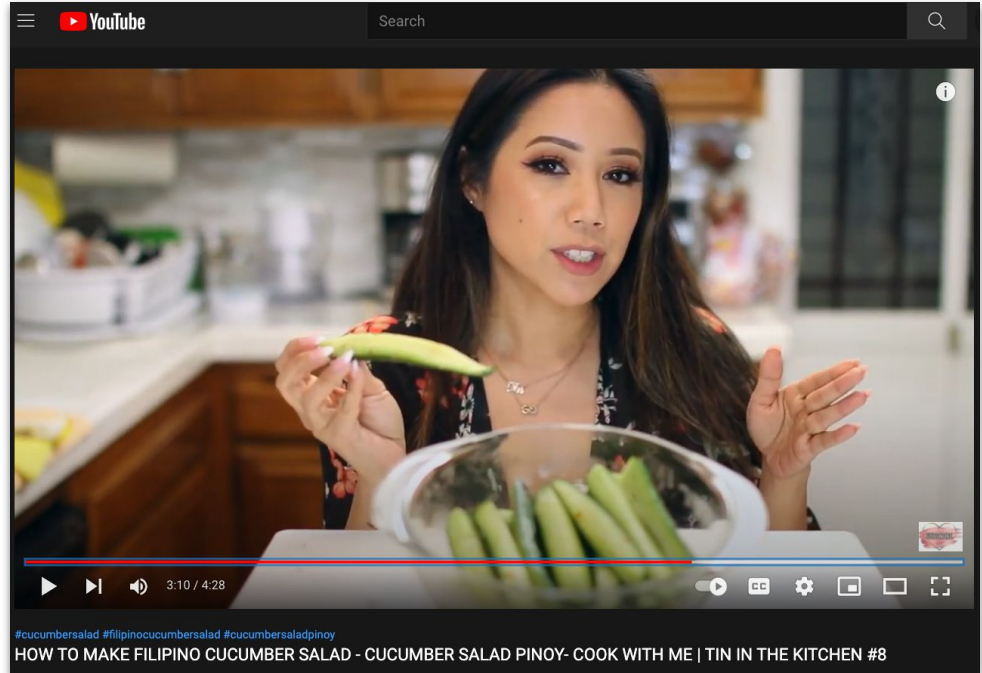 YouTube
Search
3:10 / 4:28
CC
#cucumbersalad #filipinocucumbersalad #cucumbersaladpinoy
HOW TO MAKE FILIPINO CUCUMBER SALAD - CUCUMBER SALAD PINOY- COOK WITH ME | TIN IN THE KITCHEN #8